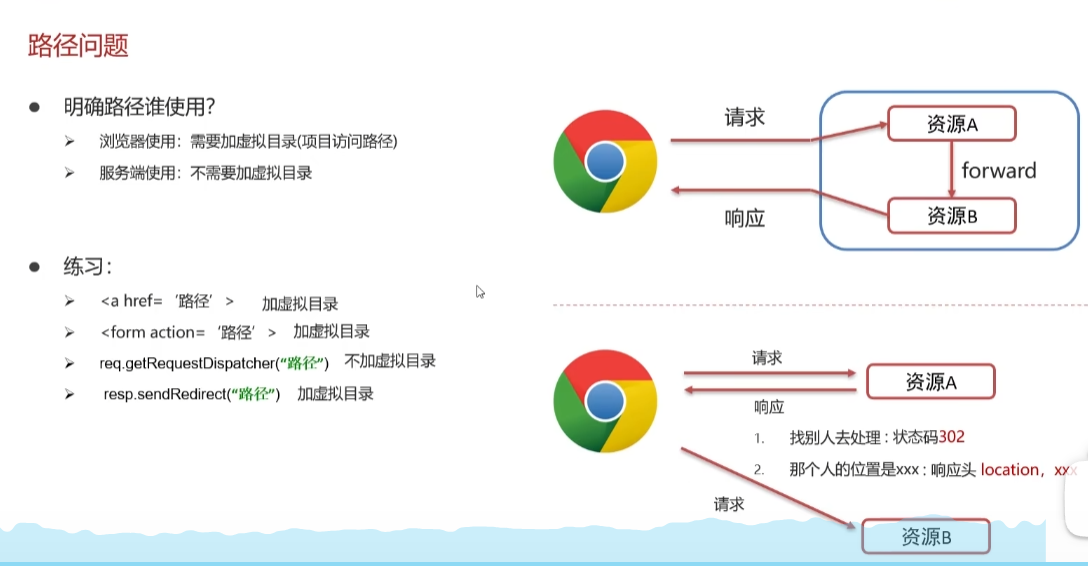 路径问题
明确路径谁使用?
浏览器使用：需要加虚拟目录(项目访问路径)
服务端使用：不需要加虚拟目录
练习：
<a href=‘路径’> 加虚拟目录
<form action=‘路径’> 加虚拟目录
req.getRequestDispatcher(“路径”) 不加虚拟目录
resp.sendRedirect(“路径”) 加虚拟目录
请求
资源A
forward
资源B
响应
请求
资源A
响应
1. 找别人去处理：状态码302
2. 那个人的位置是xxx：响应头 location，xxx
请求
资源B